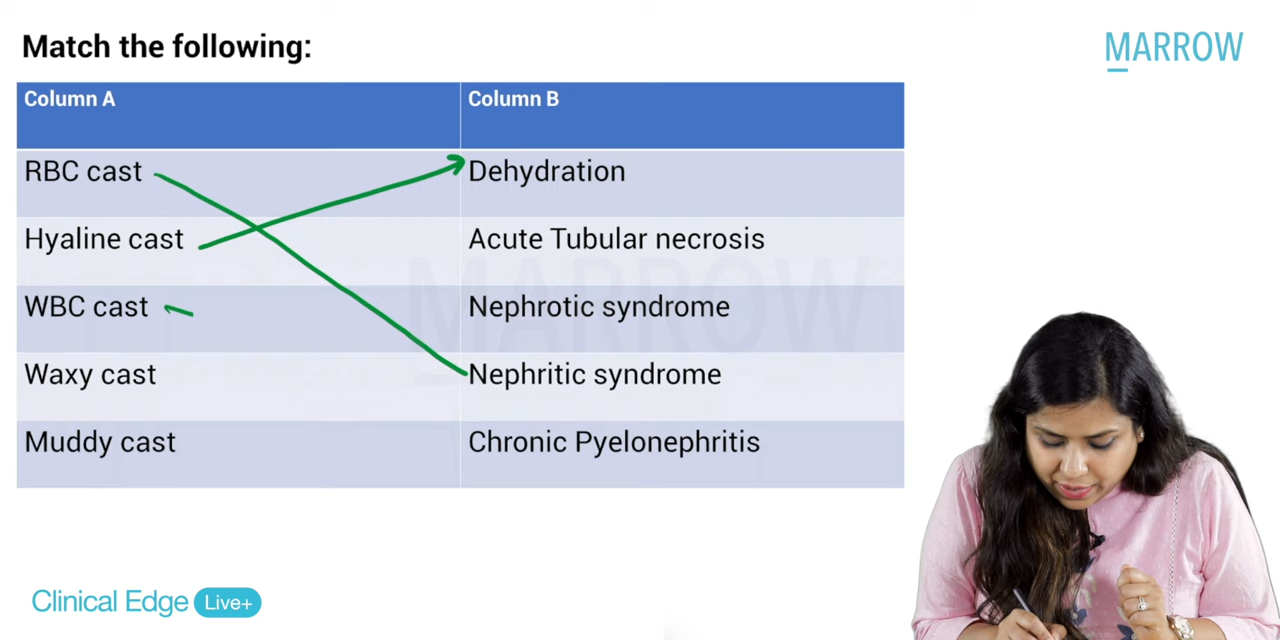 Match the following:
MARROW
Column A Column B
RBC cast Dehydration
Hyaline cast Acute Tubular necrosis
WBC cast Nephrotic syndrome
Waxy cast Nephritic syndrome
Muddy cast Chronic Pyelonephritis
MARROW
Clinical Edge Live+